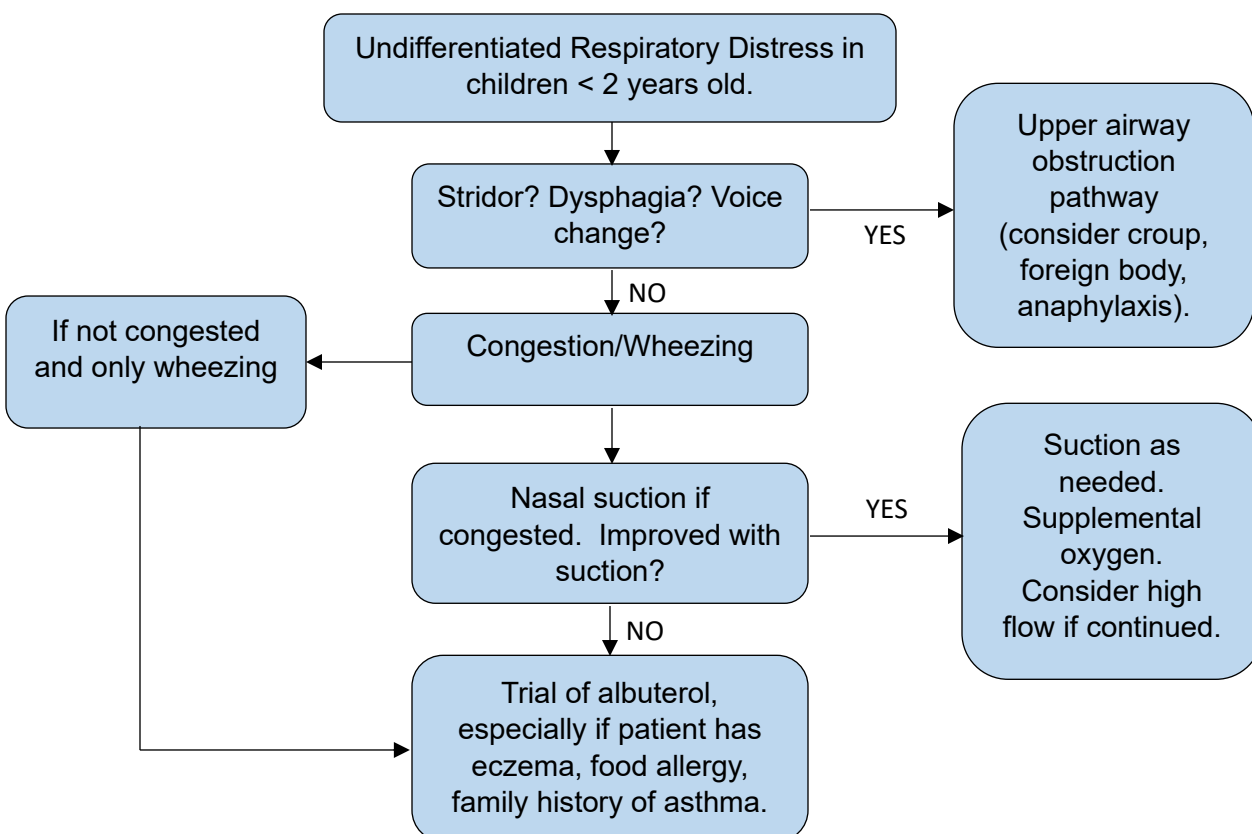 Undifferentiated Respiratory Distress in
children < 2 years old.
Upper airway
obstruction
pathway
(consider croup,
foreign body,
anaphylaxis).
Stridor? Dysphagia? Voice
change?
YES
NO
If not congested
and only wheezing
Congestion/Wheezing
Nasal suction if
congested.  Improved with
suction?
YES
Suction as
needed.
Supplemental
oxygen.
Consider high
flow if continued.
NO
Trial of albuterol,
especially if patient has
eczema, food allergy,
family history of asthma.